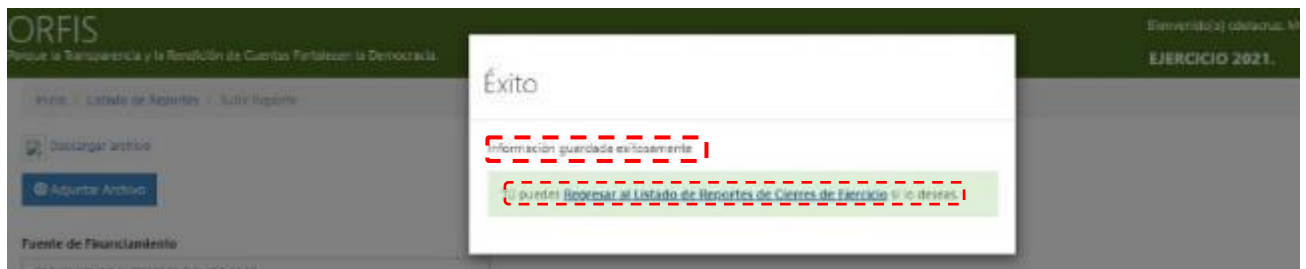 ORFIS
Porque la Transparencia y la Rendición de Cuentas Fortalecen la Democracia.
Bienvenido(a)
EJERCICIO 2021.
Inicio / Listado de Reportes / Subir Reporte
Descargar archivo
Adjuntar Archivo
Fuente de Financiamiento
Éxito
Información guardada exitosamente
Tú puedes Regresar al Listado de Reportes de Cierres de Ejercicio si lo deseas.